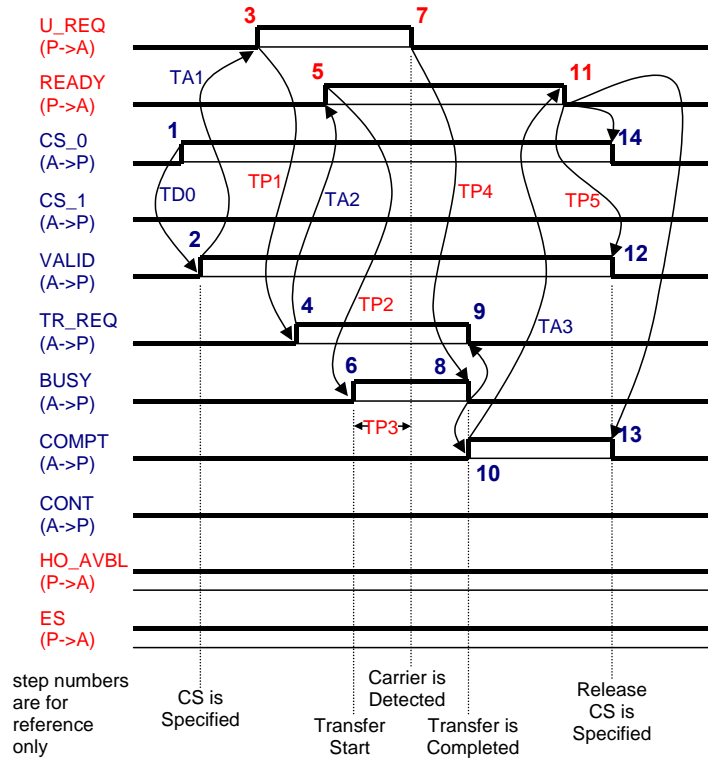 U_REQ
(P->A)
3
7
READY
(P->A)
TA1
5
11
CS_0
(A->P)
1
14
CS_1
(A->P)
TD0
TP1
TA2
TP4
TP5
VALID
(A->P)
2
12
TR_REQ
(A->P)
4
TP2
9
TA3
BUSY
(A->P)
6
8
COMPT
(A->P)
TP3
10
13
CONT
(A->P)
HO_AVBL
(P->A)
ES
(P->A)
step numbers
are for
reference
only
CS is
Specified
Transfer
Start
Carrier is
Detected
Transfer is
Completed
Release
CS is
Specified